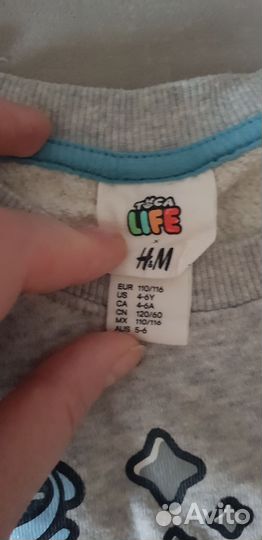 TOCA
LIFE
×
H&M
EUR 110/116
US 4-6Y
CA 4-6A
CN 120/60
MX 110/116
AUS 5-6
Avito